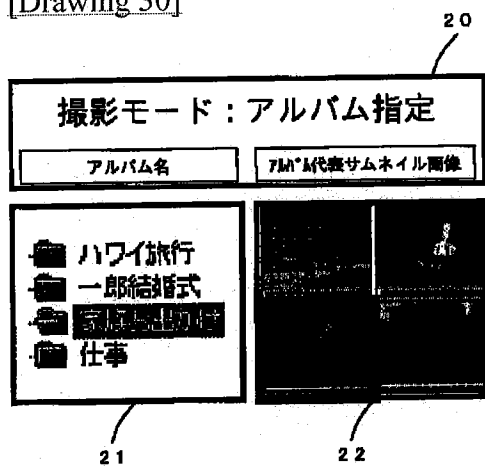 [Drawing 30]
20
撮影モード：アルバム指定
アルバム名
ｱﾙﾊﾞﾑ代表サムネイル画像
ハワイ旅行
一郎結婚式
仕事
21
22